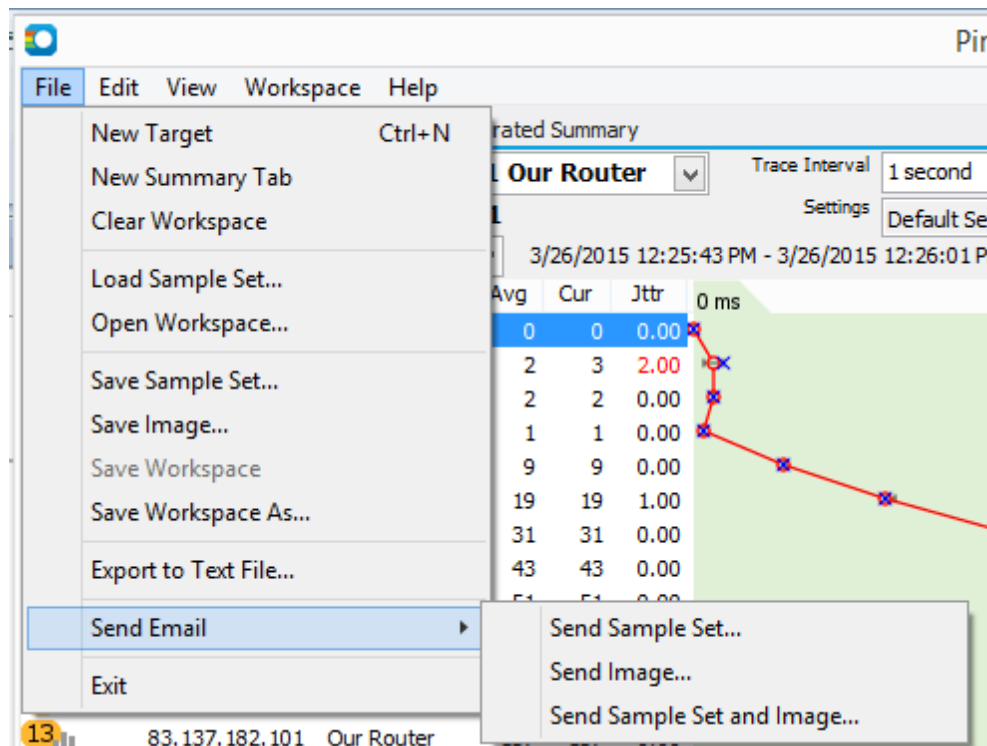 Pin
File Edit View Workspace Help
New Target Ctrl+N
New Summary Tab
Clear Workspace
Load Sample Set...
Open Workspace...
Save Sample Set...
Save Image...
Save Workspace
Save Workspace As...
Export to Text File...
Send Email
Exit
Send Sample Set...
Send Image...
Send Sample Set and Image...
rated Summary
1 Our Router Trace Interval 1 second
1 Settings Default Se
3/26/2015 12:25:43 PM - 3/26/2015 12:26:01 P
Avg Cur Jttr 0 ms
0 0 0.00
2 3 2.00
2 2 0.00
1 1 0.00
9 9 0.00
19 19 1.00
31 31 0.00
43 43 0.00
51 51 0.00
13 83.137.182.101 Our Router